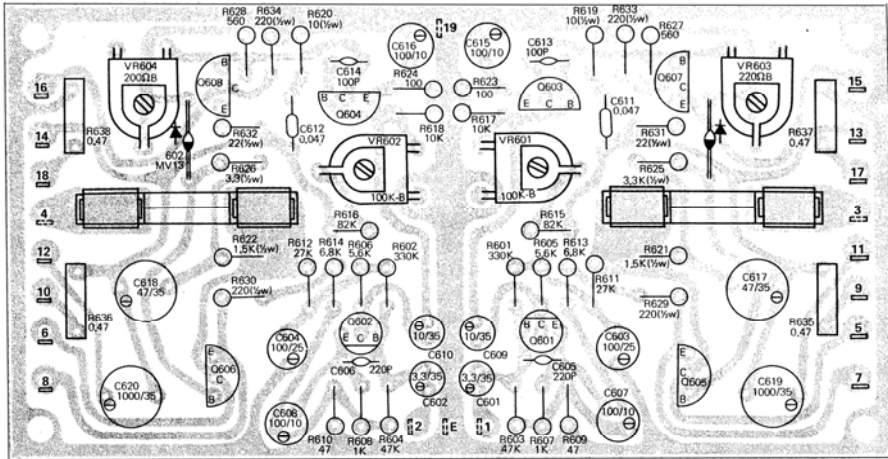 R628
560
R634
220(½w)
R620
10(½w)
19
C616
100/10
C615
100/10
R619
10(½w)
R633
220(½w)
R627
560
VR604
200ΩB
Q608
B
C
E
C614
100P
C613
100P
Q607
B
C
E
VR603
220ΩB
16
R624
100
R623
100
15
B C E
Q604
Q603
E C B
C612
0,047
C611
0,047
14
R638
0,47
R632
22(½w)
R618
10K
R617
10K
R631
22(½w)
R637
0,47
13
602
MV13
VR602
VR601
R626
3,3(½w)
R625
3,3K(½w)
18
17
100K-B
100K-B
4
3
R616
82K
R615
82K
12
R622
1,5K(½w)
R612
27K
R614
6,8K
R606
5,6K
R602
330K
R601
330K
R605
5,6K
R613
6,8K
R621
1,5K(½w)
11
C618
47/35
R611
27K
C617
47/35
10
R630
220(½w)
R629
220(½w)
9
R636
0,47
R635
0,47
6
C604
100/25
Q602
E C B
10/35
10/35
B C E
Q601
C603
100/25
5
C610
C609
E
Q606
C
B
C606
220P
C605
220P
E
C
Q605
B
8
3,3/35
3,3/35
7
C620
1000/35
C602
C601
C607
100/10
C619
1000/35
C608
100/10
R610
47
R608
1K
R604
47K
2
E
1
R603
47K
R607
1K
R609
47